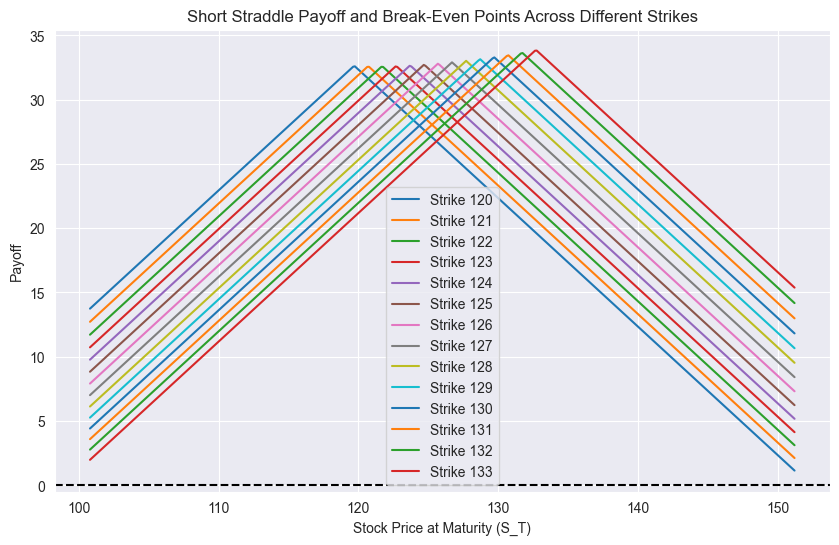 Short Straddle Payoff and Break-Even Points Across Different Strikes
Payoff
35
30
25
20
15
10
5
0
Strike 120
Strike 121
Strike 122
Strike 123
Strike 124
Strike 125
Strike 126
Strike 127
Strike 128
Strike 129
Strike 130
Strike 131
Strike 132
Strike 133
100 110 120 130 140 150
Stock Price at Maturity (S_T)